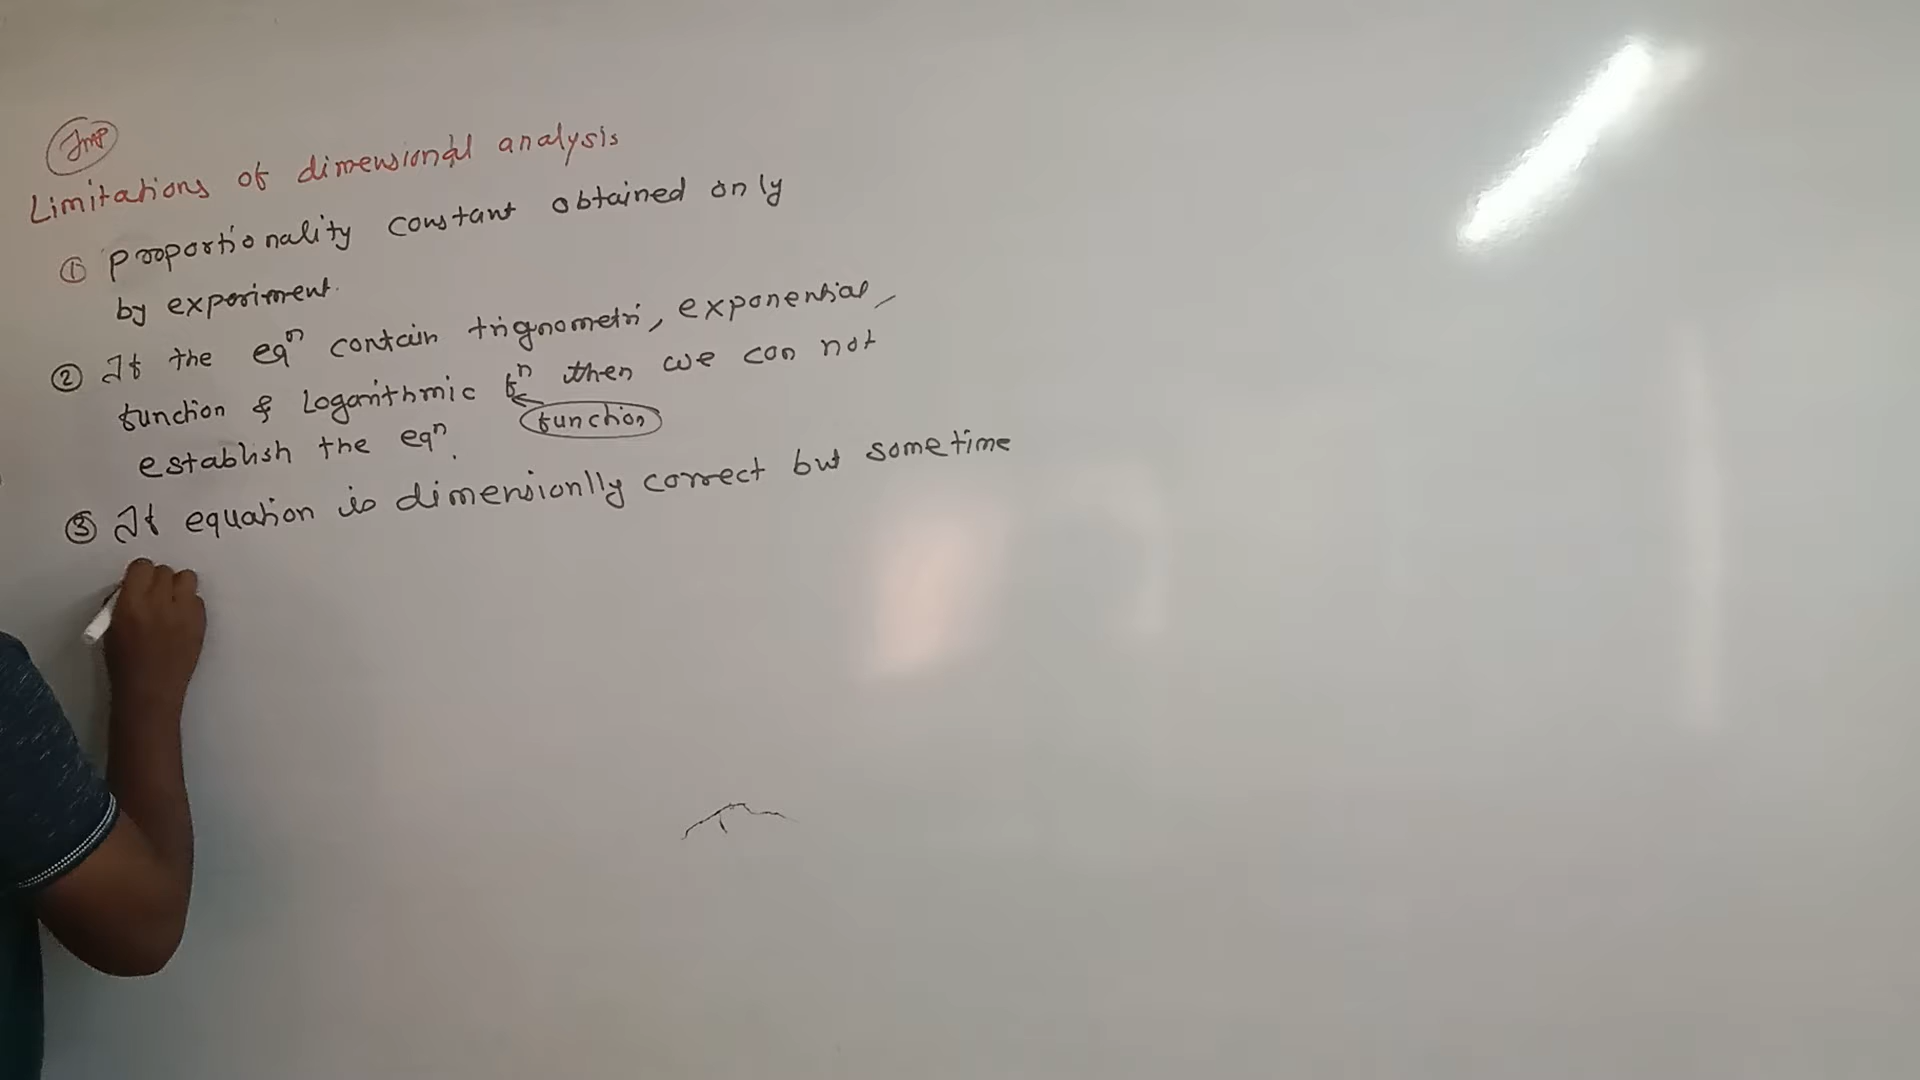 Imp
Limitations of dimensional analysis
① proportionality constant obtained only
by experiment.
② If the eqⁿ contain trignometri, exponential,
function & Logarithmic fⁿ then we can not
function
establish the eqⁿ.
③ If equation is dimensionlly correct but sometime